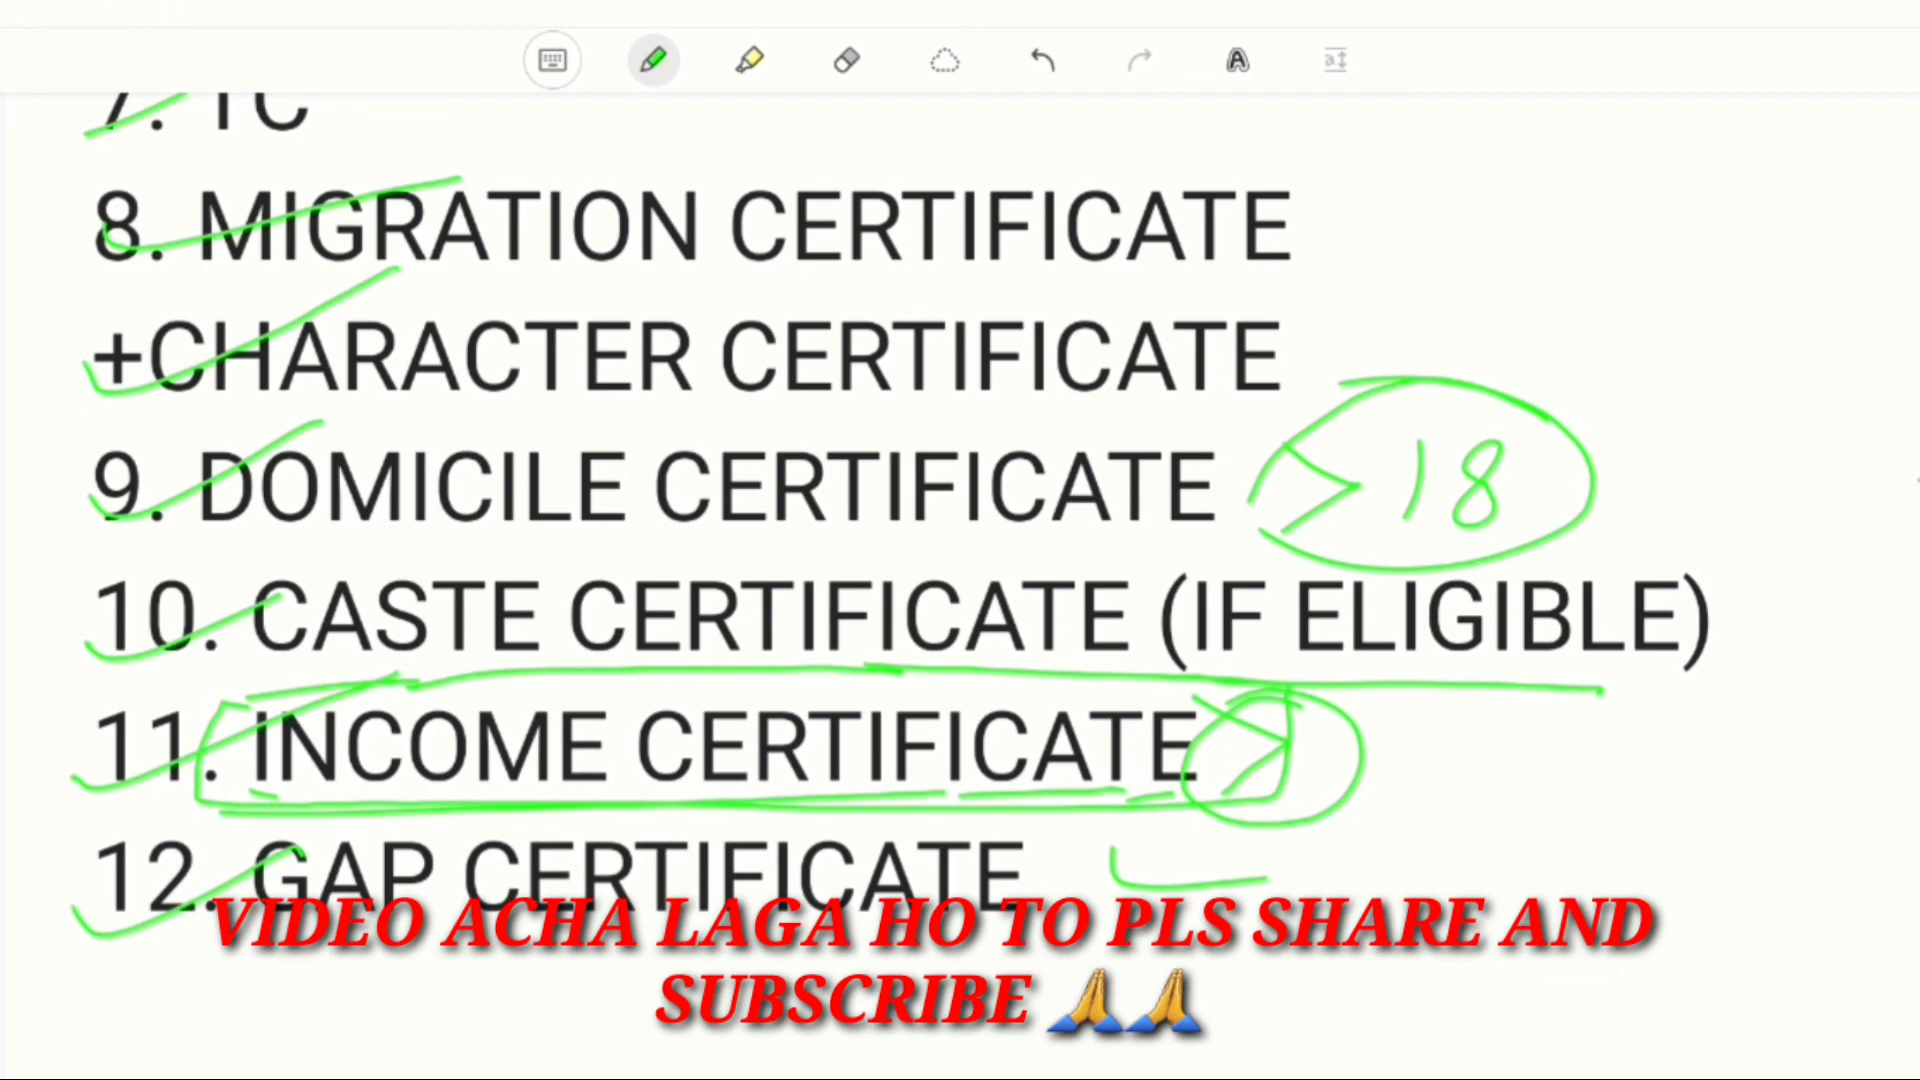 7. TC
8. MIGRATION CERTIFICATE
+CHARACTER CERTIFICATE
9. DOMICILE CERTIFICATE > 18
10. CASTE CERTIFICATE (IF ELIGIBLE)
11. INCOME CERTIFICATE
12. GAP CERTIFICATE
VIDEO ACHA LAGA HO TO PLS SHARE AND
SUBSCRIBE 🙏🙏